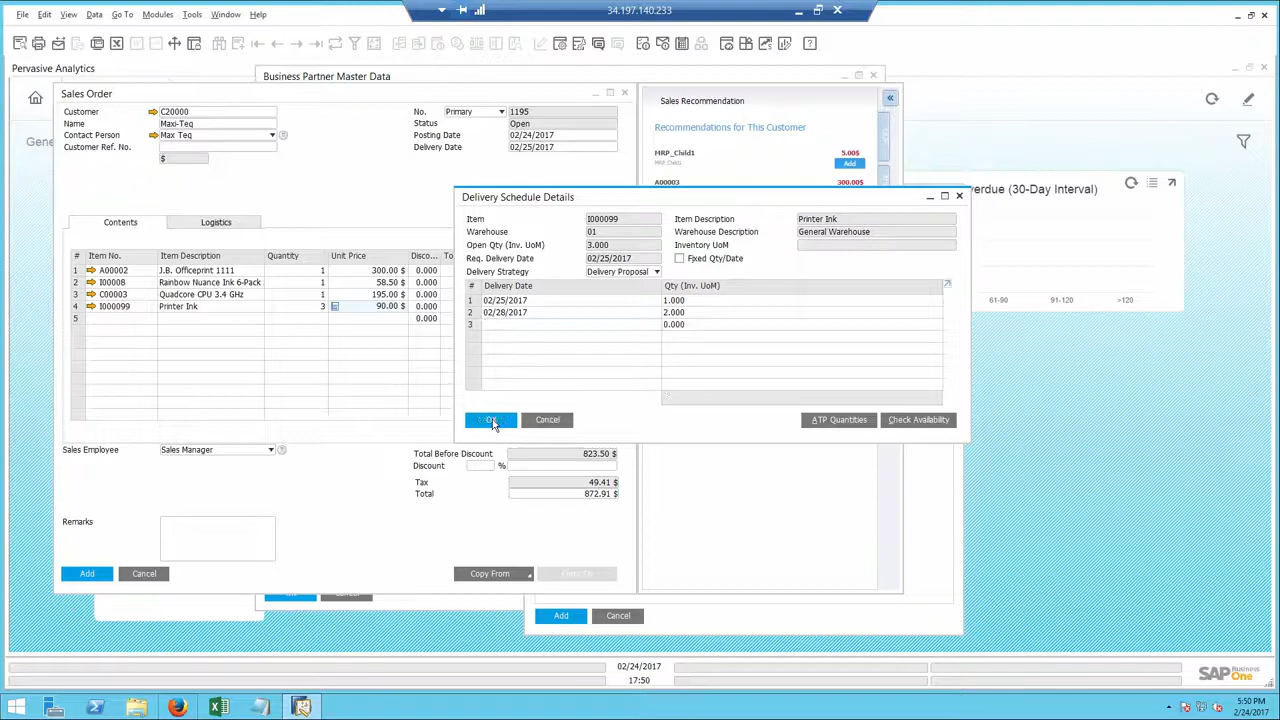 34.197.140.233
File Edit View Data Go To Modules Tools Window Help
Pervasive Analytics
Business Partner Master Data
Sales Order
Customer C20000
Name Maxi-Teq
Contact Person Max Teq
Customer Ref. No.
$
No. Primary 1195
Status Open
Posting Date 02/24/2017
Delivery Date 02/25/2017
Sales Recommendation
Recommendations for This Customer
MRP_Child1 5.00$
MRP_Child1
Add
A00003 300.00$
Gene
verdue (30-Day Interval)
61-90 91-120 >120
Contents Logistics
# Item No. Item Description Quantity Unit Price Disco... To
1 A00002 J.B. Officeprint 1111 1 300.00 $ 0.000
2 I00008 Rainbow Nuance Ink 6-Pack 1 58.50 $ 0.000
3 C00003 Quadcore CPU 3.4 GHz 1 195.00 $ 0.000
4 I000099 Printer Ink 3 90.00 $ 0.000
5 0.000
Delivery Schedule Details
Item I000099 Item Description Printer Ink
Warehouse 01 Warehouse Description General Warehouse
Open Qty (Inv. UoM) 3.000 Inventory UoM
Req. Delivery Date 02/25/2017 Fixed Qty/Date
Delivery Strategy Delivery Proposal
# Delivery Date Qty (Inv. UoM)
1 02/25/2017 1.000
2 02/28/2017 2.000
3 0.000
OK Cancel ATP Quantities Check Availability
Sales Employee Sales Manager
Total Before Discount 823.50 $
Discount %
Tax 49.41 $
Total 872.91 $
Remarks
Add Cancel Copy From
Add Cancel
02/24/2017
17:50
SAP Business One
5:50 PM
2/24/2017